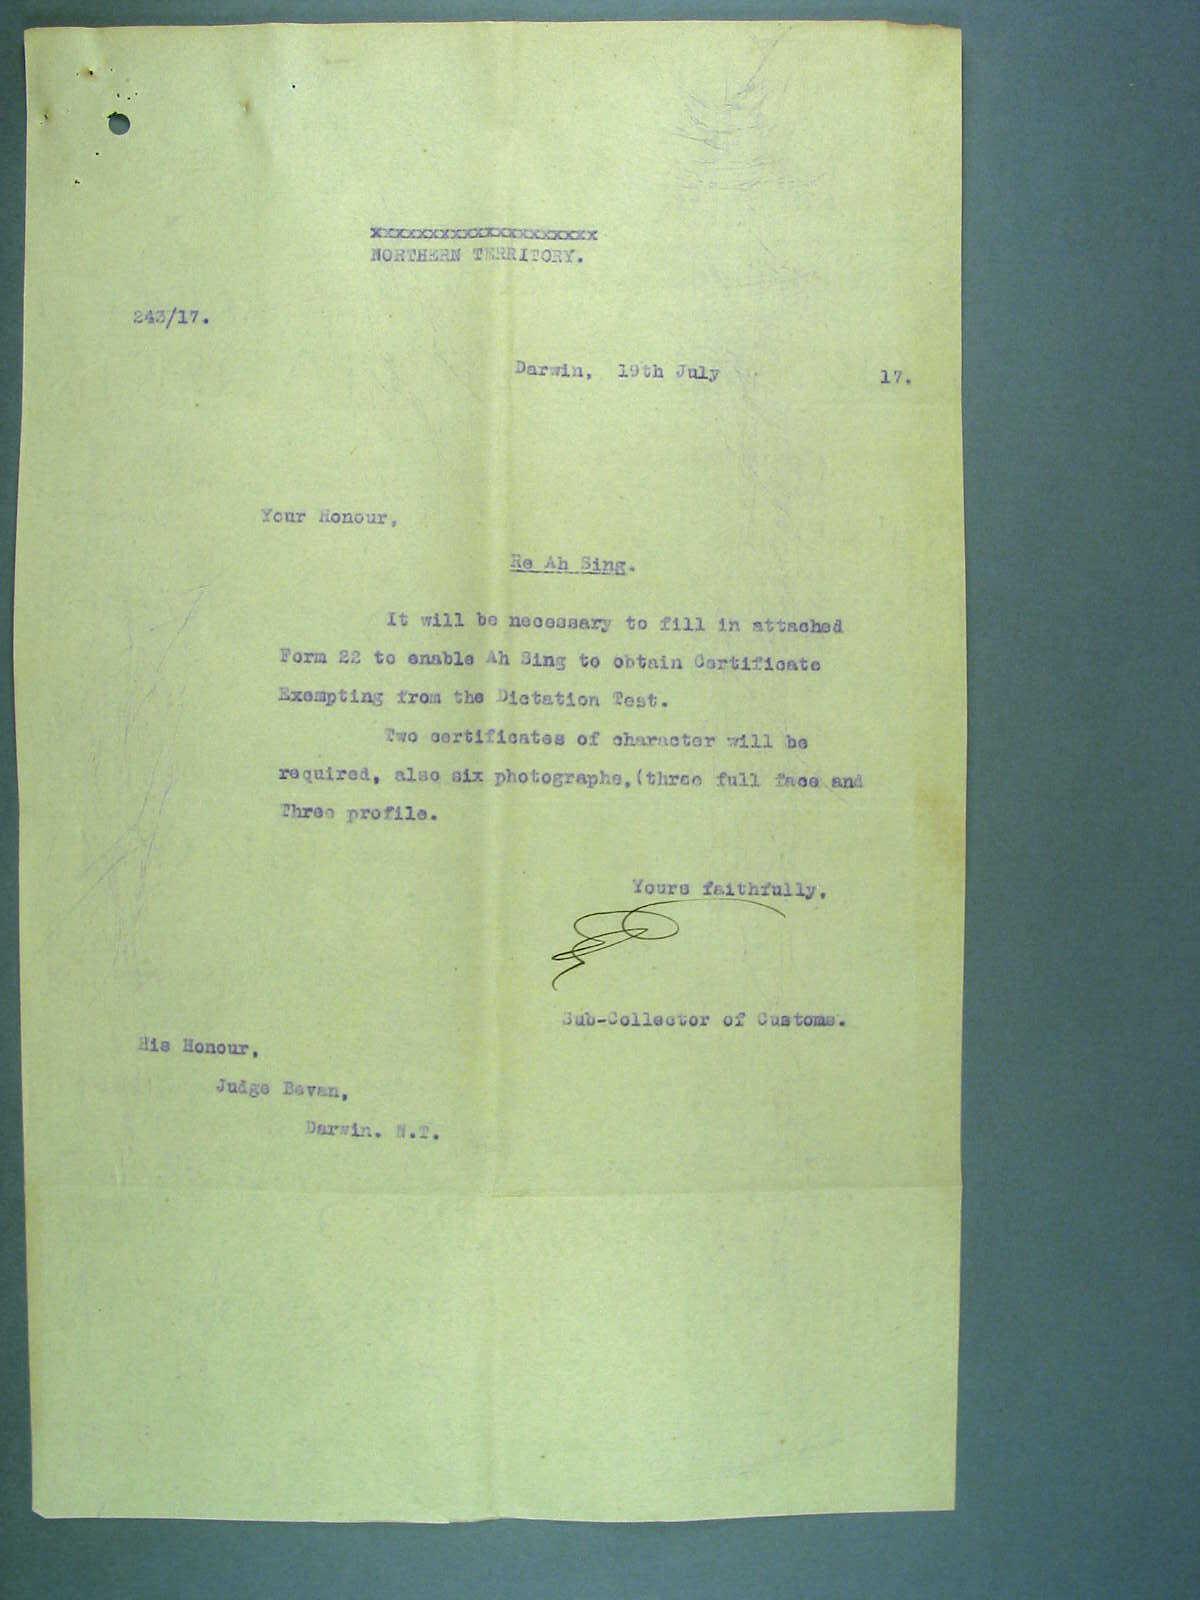 xxxxxxxxxxxxxxxxxxxxxx
NORTHERN TERRITORY.
243/17.
Darwin, 19th July 17.
Your Honour,
Re Ah Sing.
It will be necessary to fill in attached
Form 22 to enable Ah Sing to obtain Certificate
Exempting from the Dictation Test.
Two certificates of character will be
required, also six photographs,(three full face and
Three profile.
Yours faithfully,
Sub-Collector of Customs.
His Honour,
Judge Bevan,
Darwin. N.T.